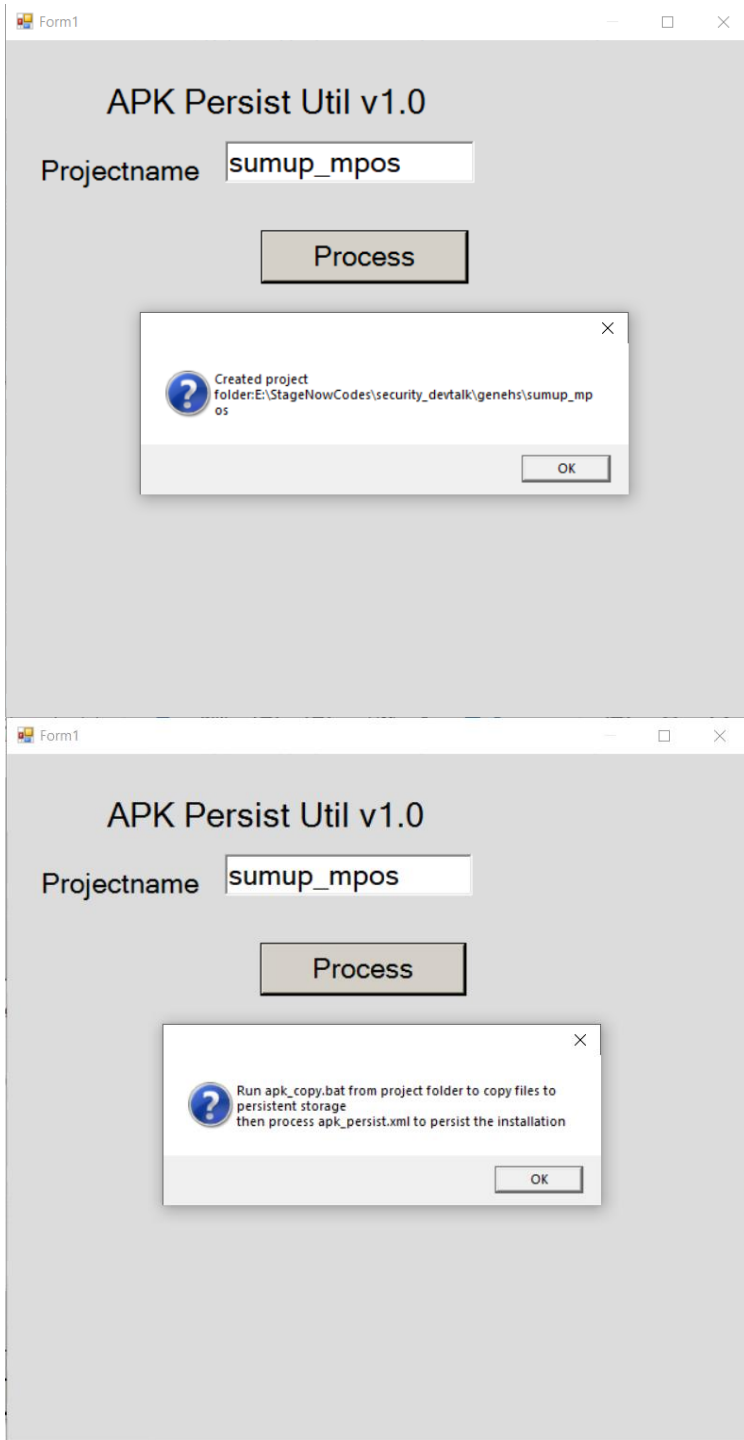 Form1
APK Persist Util v1.0
Projectname sumup_mpos
Process
Created project
folder:E:\StageNowCodes\security_devtalk\genehs\sumup_mp
os
OK
Form1
APK Persist Util v1.0
Projectname sumup_mpos
Process
Run apk_copy.bat from project folder to copy files to
persistent storage
then process apk_persist.xml to persist the installation
OK